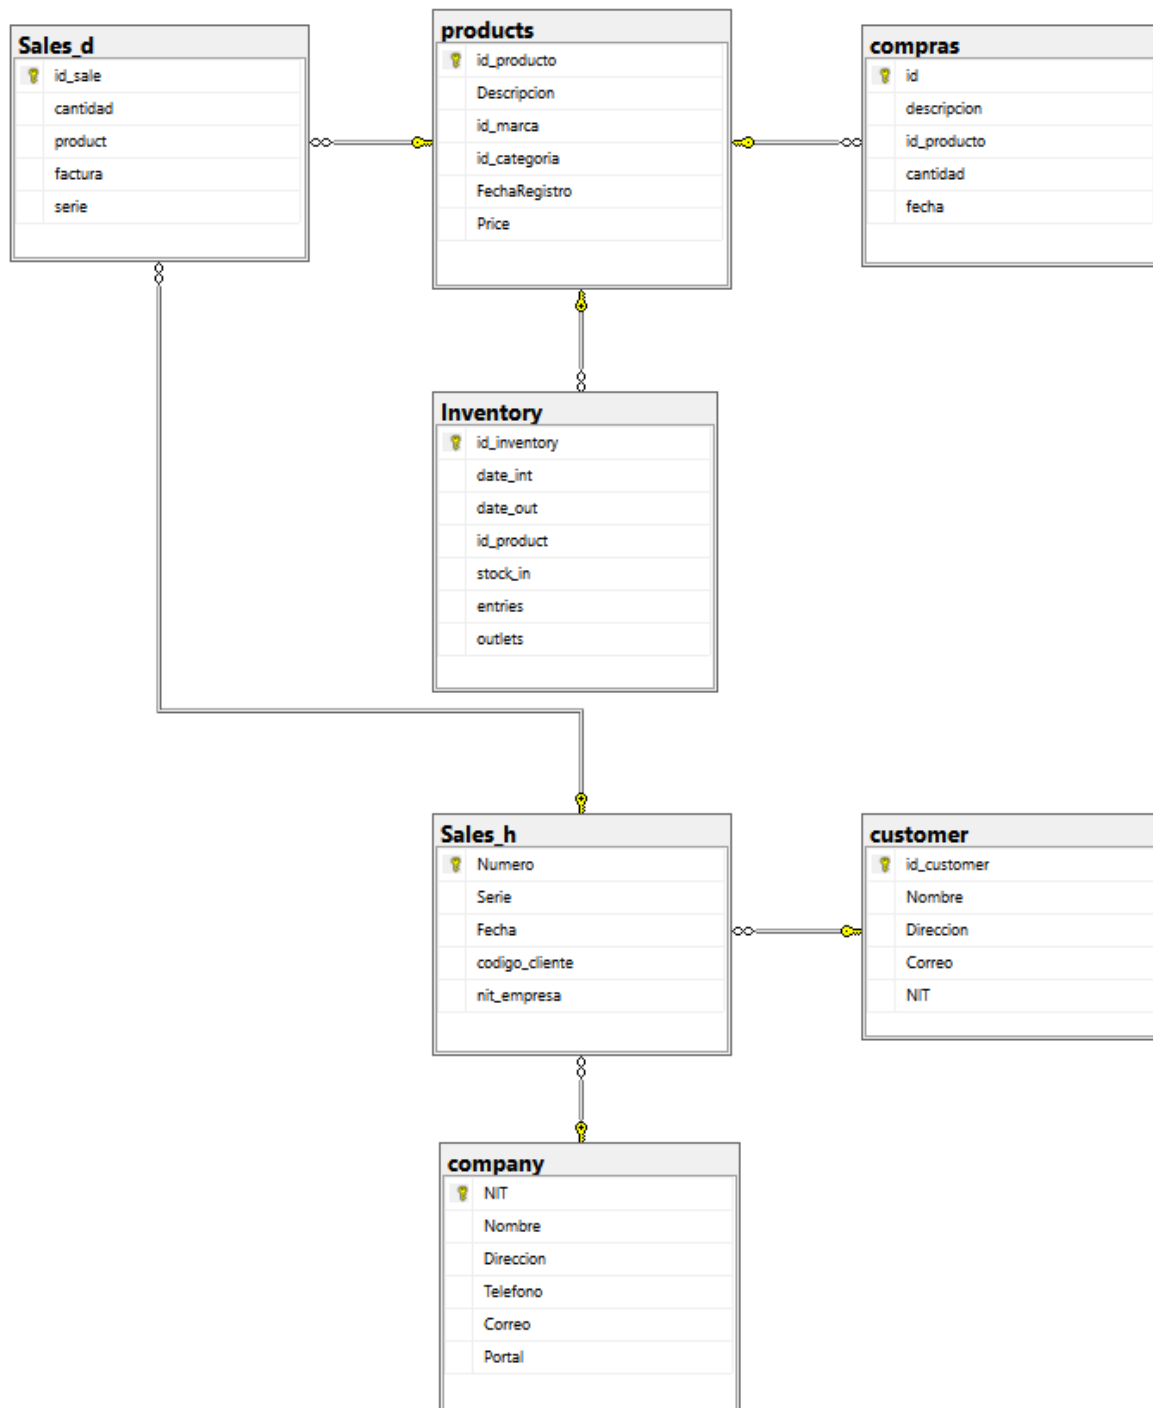 Sales_d
id_sale
cantidad
product
factura
serie
products
id_producto
Descripcion
id_marca
id_categoria
FechaRegistro
Price
compras
id
descripcion
id_producto
cantidad
fecha
Inventory
id_inventory
date_int
date_out
id_product
stock_in
entries
outlets
Sales_h
Numero
Serie
Fecha
codigo_cliente
nit_empresa
customer
id_customer
Nombre
Direccion
Correo
NIT
company
NIT
Nombre
Direccion
Telefono
Correo
Portal